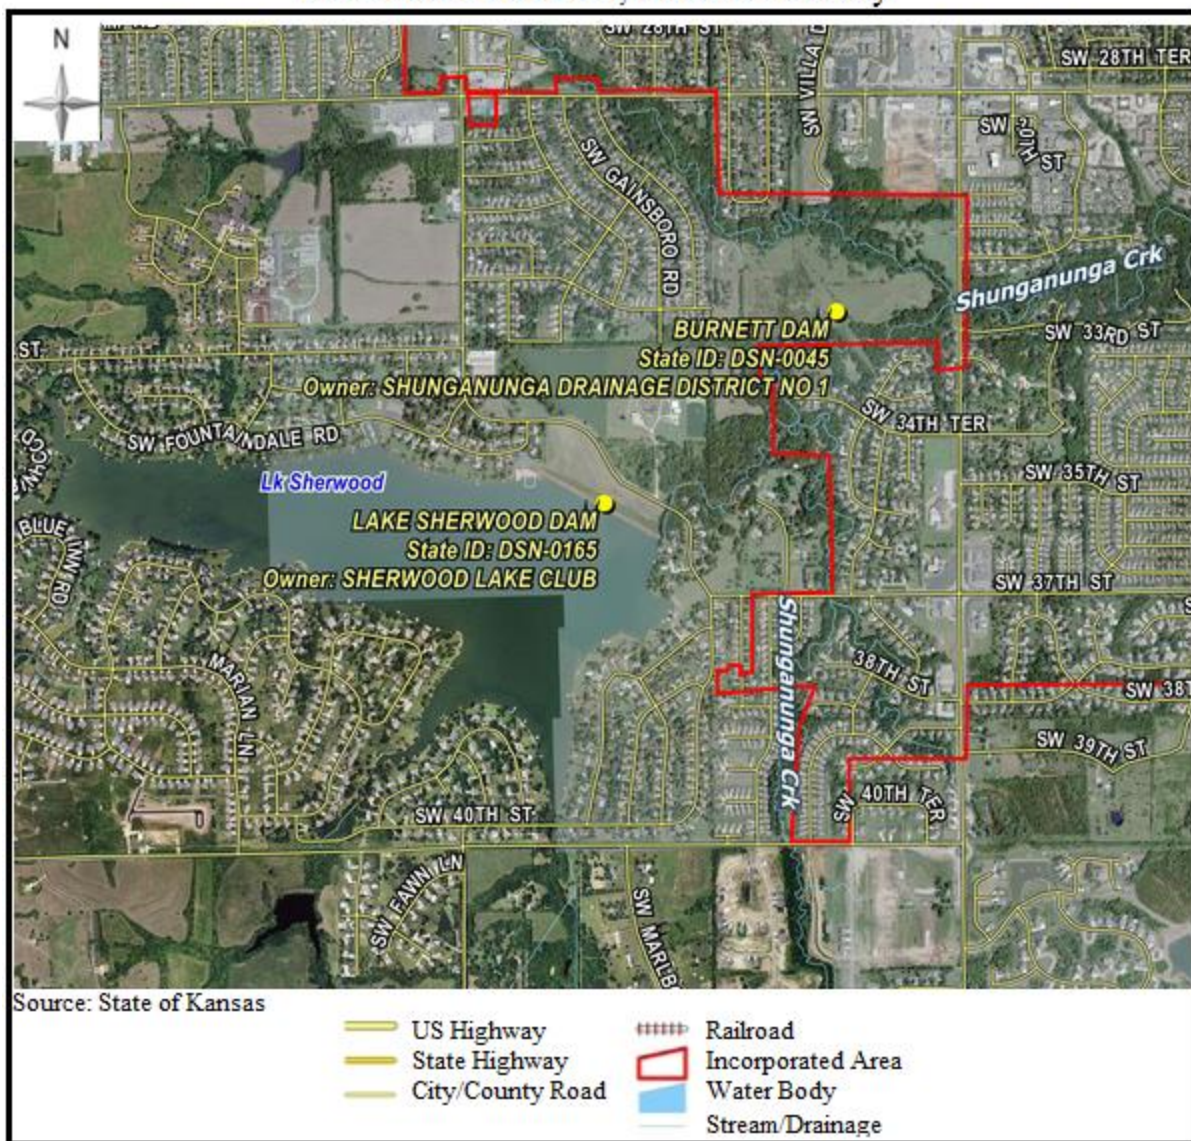 N
SW 28TH ST
SW VILLA
SW 28TH TER
SW GAINSBORO RD
Shunganunga Crk
BURNETT DAM
State ID: DSN-0045
Owner: SHUNGANUNGA DRAINAGE DISTRICT NO 1
SW 33RD ST
ST
SW 34TH TER
SW FOUNTAINDALE RD
SW 35TH ST
Lk Sherwood
LAKE SHERWOOD DAM
State ID: DSN-0165
Owner: SHERWOOD LAKE CLUB
BLUE INN RD
SW 37TH ST
Shunganunga Crk
38TH ST
MARIAN LN
SW 38T
SW 39TH ST
SW 40TH TER
SW 40TH ST
SW FAWN LN
SW MARLB
Source: State of Kansas
US Highway
State Highway
City/County Road
Railroad
Incorporated Area
Water Body
Stream/Drainage